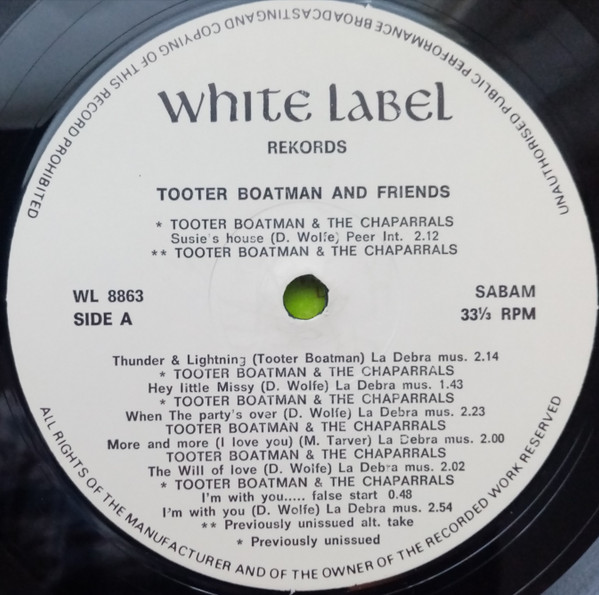 UNAUTHORISED PUBLIC PERFORMANCE BROADCASTING AND COPYING OF THIS RECORD PROHIBITED
White Label
REKORDS
TOOTER BOATMAN AND FRIENDS
* TOOTER BOATMAN & THE CHAPARRALS
Susie's house (D. Wolfe) Peer Int. 2.12
** TOOTER BOATMAN & THE CHAPARRALS
WL 8863
SIDE A
SABAM
33⅓ RPM
Thunder & Lightning (Tooter Boatman) La Debra mus. 2.14
* TOOTER BOATMAN & THE CHAPARRALS
Hey little Missy (D. Wolfe) La Debra mus. 1.43
* TOOTER BOATMAN & THE CHAPARRALS
When The party's over (D. Wolfe) La Debra mus. 2.23
TOOTER BOATMAN & THE CHAPARRALS
More and more (I love you) (M. Tarver) La Debra mus. 2.00
TOOTER BOATMAN & THE CHAPARRALS
The Will of love (D. Wolfe) La Debra mus. 2.02
* TOOTER BOATMAN & THE CHAPARRALS
I'm with you..... false start 0.48
I'm with you (D. Wolfe) La Debra mus. 2.54
** Previously unissued alt. take
* Previously unissued
ALL RIGHTS OF THE MANUFACTURER AND OF THE OWNER OF THE RECORDED WORK RESERVED